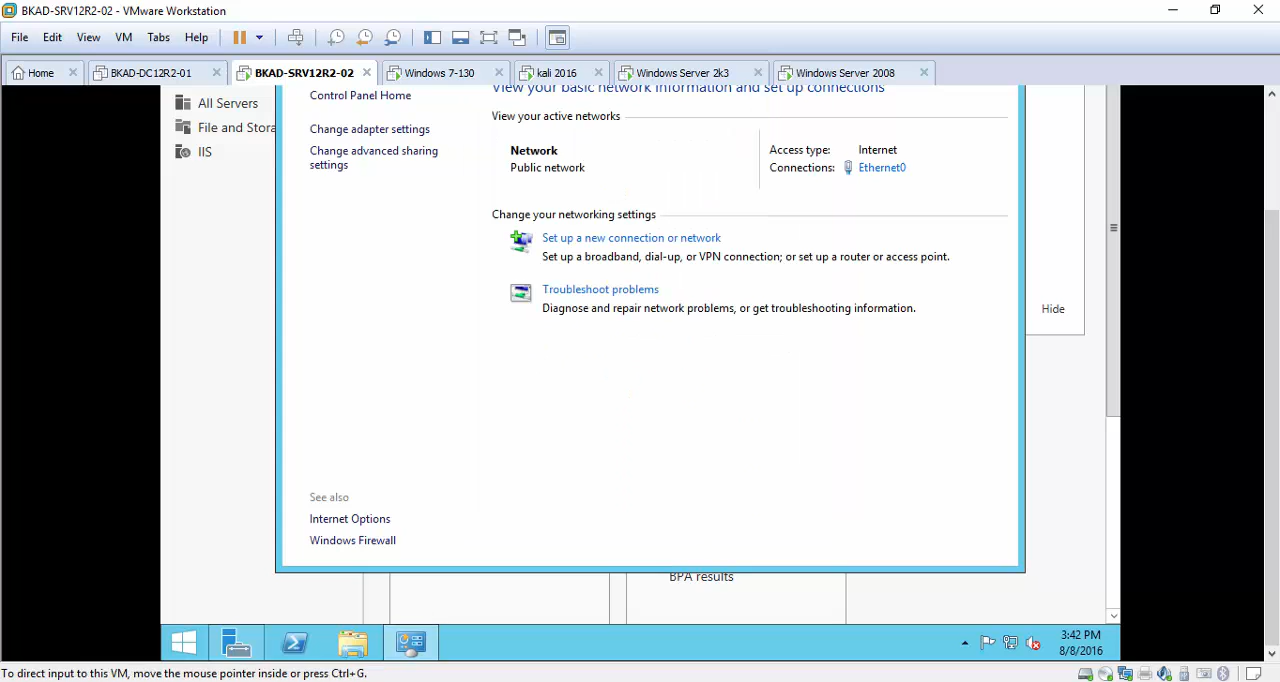 BKAD-SRV12R2-02 - VMware Workstation
File Edit View VM Tabs Help
Home BKAD-DC12R2-01 BKAD-SRV12R2-02 Windows 7-130 kali 2016 Windows Server 2k3 Windows Server 2008
All Servers
File and Stora
IIS
Control Panel Home
Change adapter settings
Change advanced sharing
settings
View your basic network information and set up connections
View your active networks
Network
Public network
Access type: Internet
Connections: Ethernet0
Change your networking settings
Set up a new connection or network
Set up a broadband, dial-up, or VPN connection; or set up a router or access point.
Troubleshoot problems
Diagnose and repair network problems, or get troubleshooting information.
Hide
See also
Internet Options
Windows Firewall
BPA results
3:42 PM
8/8/2016
To direct input to this VM, move the mouse pointer inside or press Ctrl+G.